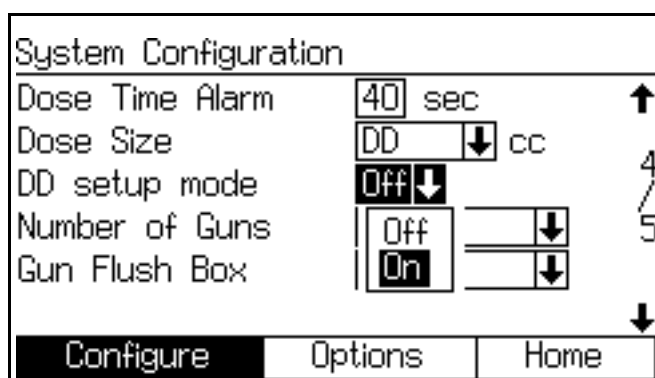 System Configuration
Dose Time Alarm 40 sec
Dose Size DD cc
DD setup mode Off
Number of Guns
Off
Gun Flush Box
On
4/5
Configure Options Home